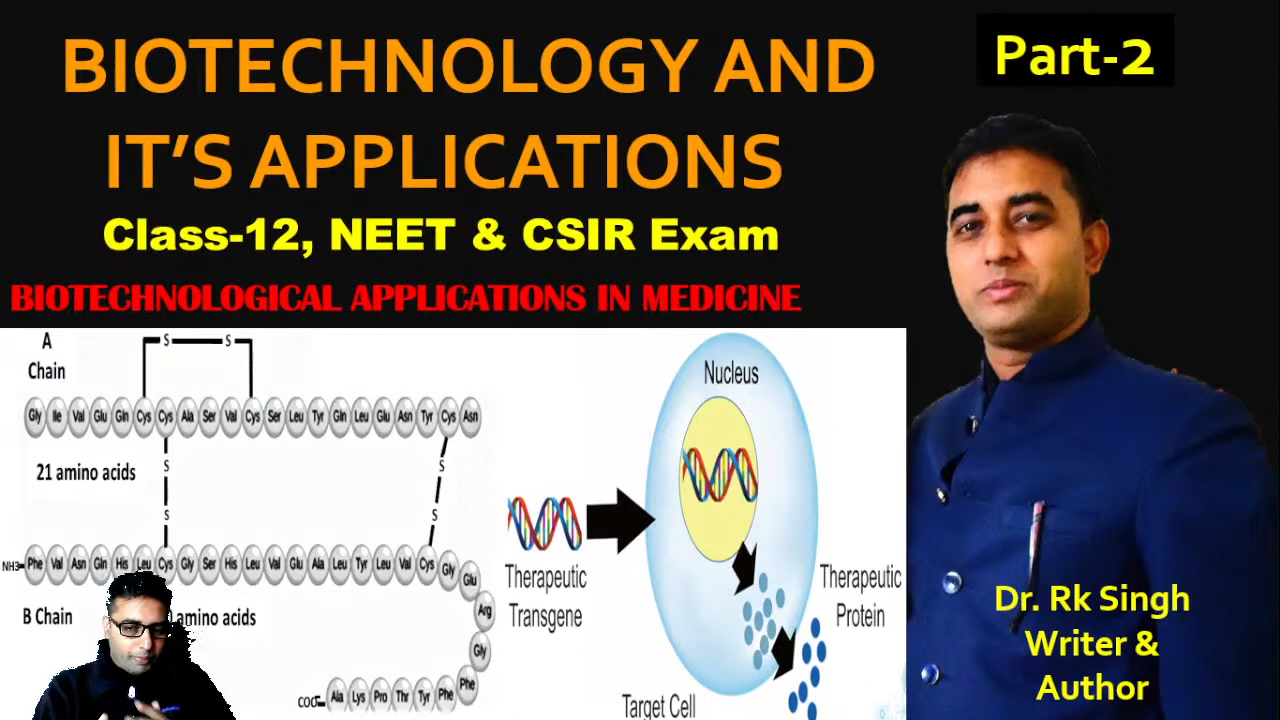 BIOTECHNOLOGY AND
IT'S APPLICATIONS
Class-12, NEET & CSIR Exam
BIOTECHNOLOGICAL APPLICATIONS IN MEDICINE
Part-2
A
Chain
S S
Gly Ile Val Glu Gln Cys Cys Ala Ser Val Cys Ser Leu Tyr Gln Leu Glu Asn Tyr Cys Asn
21 amino acids
S S
S S
NH3 Phe Val Asn Gln His Leu Cys Gly Ser His Leu Val Glu Ala Leu Tyr Leu Val Cys Gly
Glu
Arg
Gly
Phe
B Chain
amino acids
COO- Ala Lys Pro Thr Tyr Phe
Nucleus
Therapeutic
Transgene
Therapeutic
Protein
Target Cell
Dr. Rk Singh
Writer &
Author